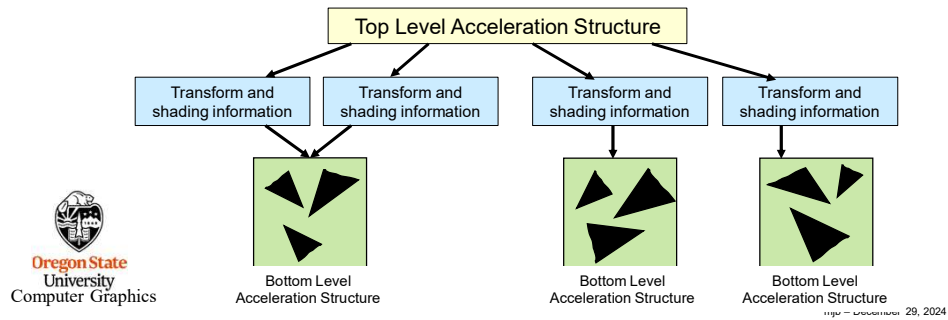 Top Level Acceleration Structure
Transform and
shading information
Transform and
shading information
Transform and
shading information
Transform and
shading information
Oregon State
University
Computer Graphics
Bottom Level
Acceleration Structure
Bottom Level
Acceleration Structure
Bottom Level
Acceleration Structure
mjb – December 29, 2024